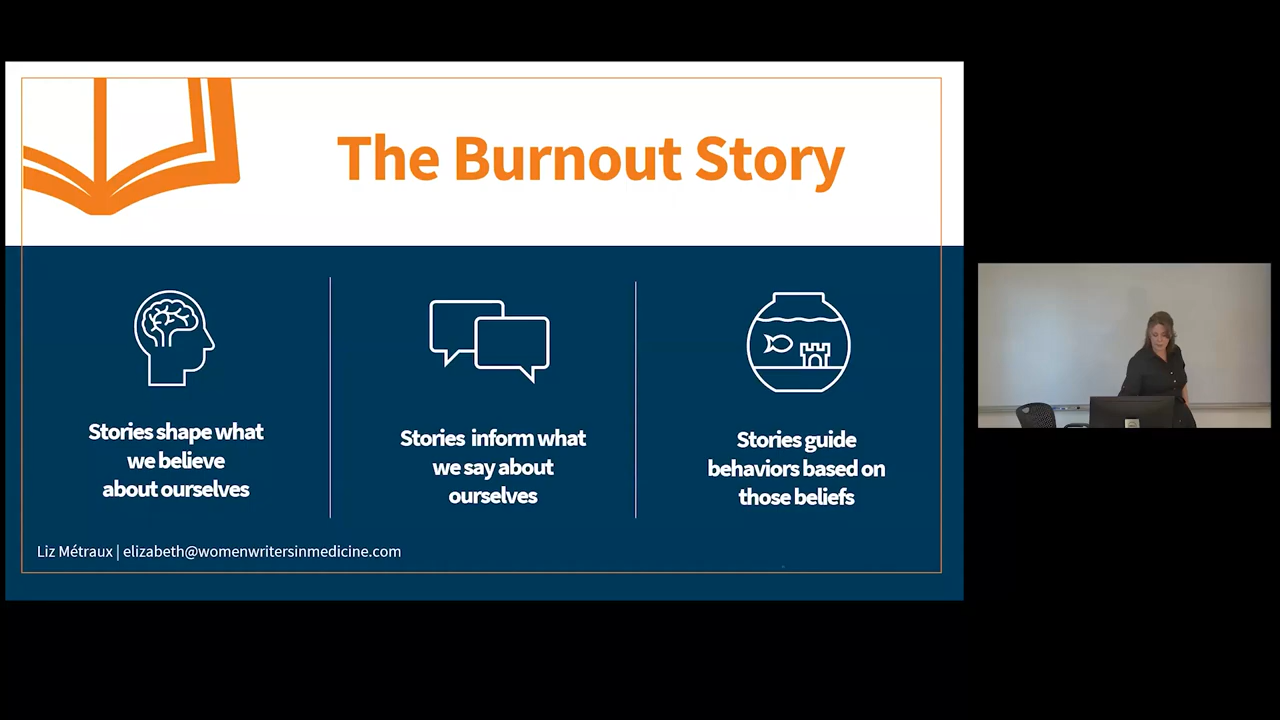 The Burnout Story
Stories shape what
we believe
about ourselves
Stories inform what
we say about
ourselves
Stories guide
behaviors based on
those beliefs
Liz Métraux | elizabeth@womenwritersinmedicine.com